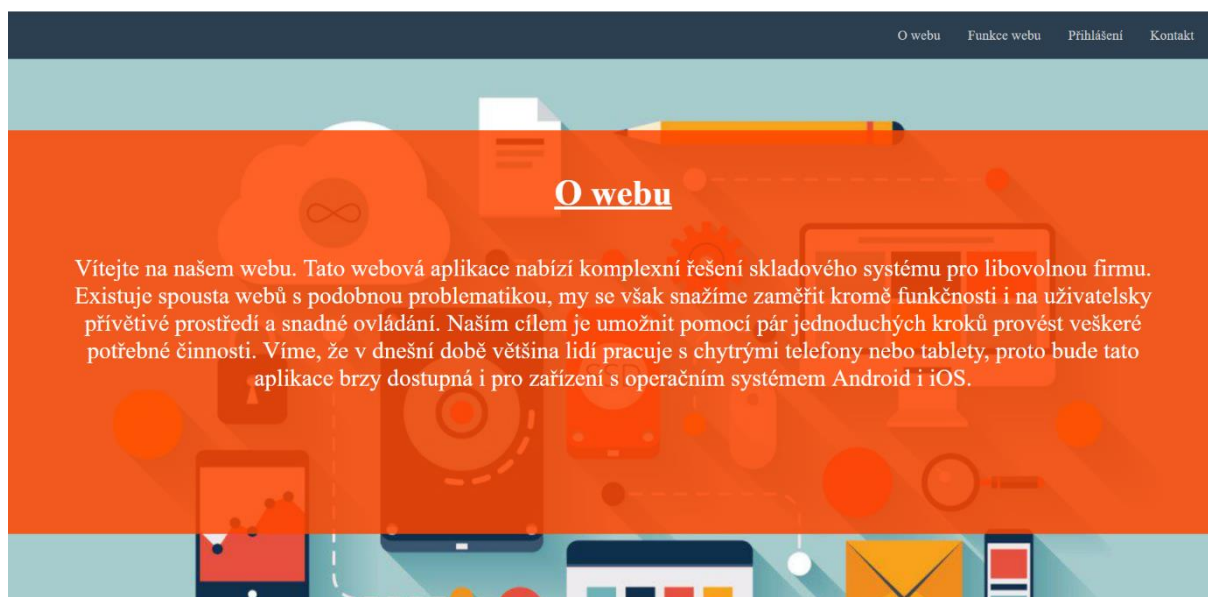 O webu Funkce webu Přihlášení Kontakt
O webu
Vítejte na našem webu. Tato webová aplikace nabízí komplexní řešení skladového systému pro libovolnou firmu.
Existuje spousta webů s podobnou problematikou, my se však snažíme zaměřit kromě funkčnosti i na uživatelsky
přívětivé prostředí a snadné ovládání. Naším cílem je umožnit pomocí pár jednoduchých kroků provést veškeré
potřebné činnosti. Víme, že v dnešní době většina lidí pracuje s chytrými telefony nebo tablety, proto bude tato
aplikace brzy dostupná i pro zařízení s operačním systémem Android i iOS.